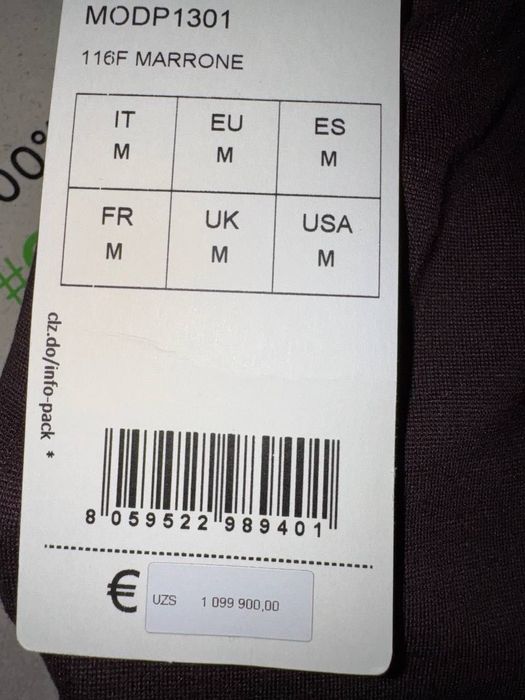 MODP1301
116F MARRONE
IT EU ES
M M M
FR UK USA
M M M
clz.do/info-pack *
8 059522 989401
€ UZS 1 099 900,00